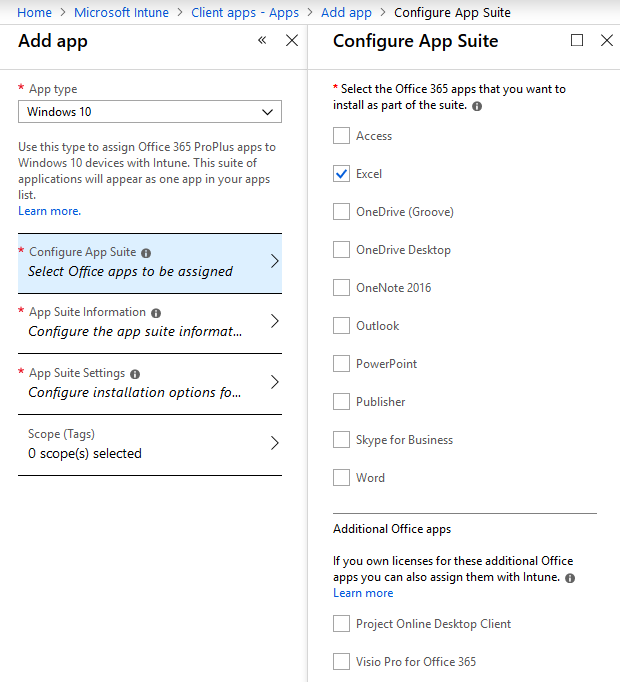 Home > Microsoft Intune > Client apps - Apps > Add app > Configure App Suite
Add app
* App type
Windows 10
Use this type to assign Office 365 ProPlus apps to
Windows 10 devices with Intune. This suite of
applications will appear as one app in your apps
list.
Learn more.
* Configure App Suite
Select Office apps to be assigned
* App Suite Information
Configure the app suite informat...
* App Suite Settings
Configure installation options fo...
Scope (Tags)
0 scope(s) selected
Configure App Suite
* Select the Office 365 apps that you want to
install as part of the suite.
Access
Excel
OneDrive (Groove)
OneDrive Desktop
OneNote 2016
Outlook
PowerPoint
Publisher
Skype for Business
Word
Additional Office apps
If you own licenses for these additional Office
apps you can also assign them with Intune.
Learn more
Project Online Desktop Client
Visio Pro for Office 365